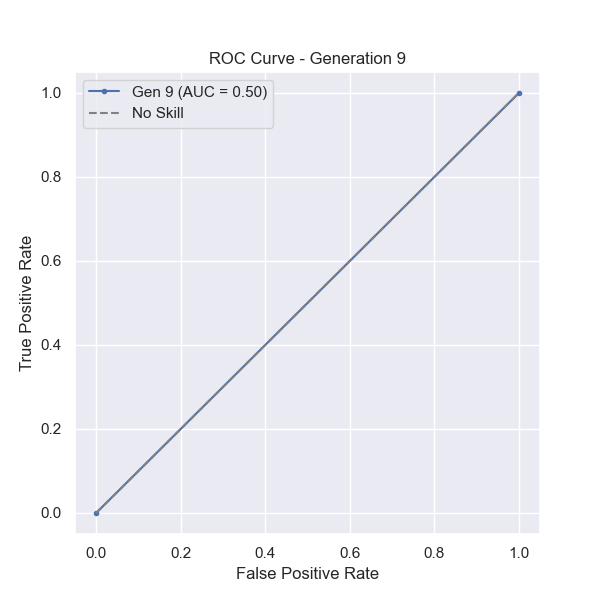 ROC Curve - Generation 9
Gen 9 (AUC = 0.50)
No Skill
1.0
0.8
0.6
0.4
0.2
0.0
True Positive Rate
0.0 0.2 0.4 0.6 0.8 1.0
False Positive Rate